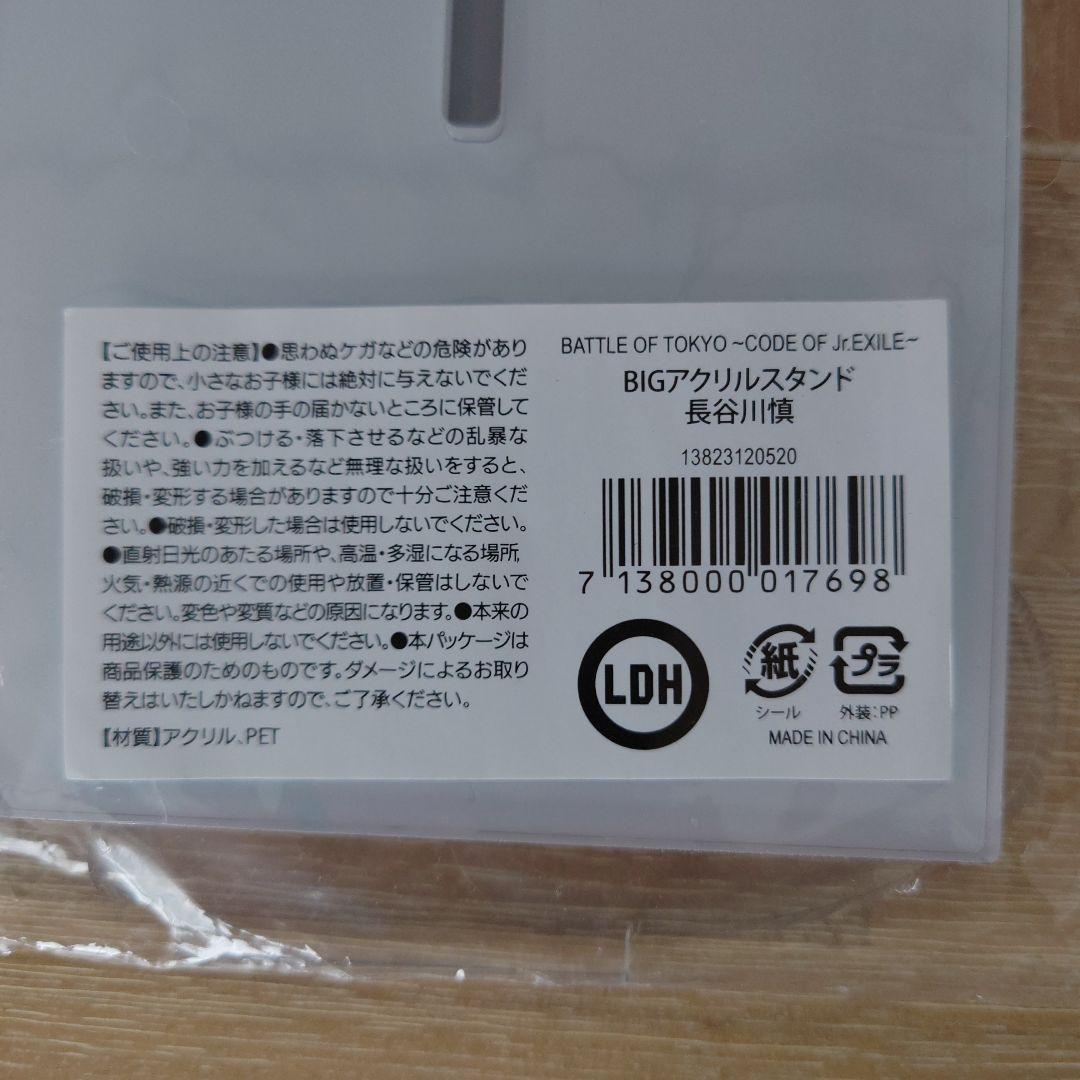 【ご使用上の注意】●思わぬケガなどの危険があり
ますので、小さなお子様には絶対に与えないでくだ
さい。また、お子様の手の届かないところに保管して
ください。●ぶつける・落下させるなどの乱暴な
扱いや、強い力を加えるなど無理な扱いをすると、
破損・変形する場合がありますので十分ご注意くだ
さい。●破損・変形した場合は使用しないでください。
●直射日光のあたる場所や、高温・多湿になる場所、
火気・熱源の近くでの使用や放置・保管はしないで
ください。変色や変質などの原因になります。●本来の
用途以外には使用しないでください。●本パッケージは
商品保護のためのものです。ダメージによるお取り
替えはいたしかねますので、ご了承ください。
【材質】アクリル、PET
BATTLE OF TOKYO ~CODE OF Jr.EXILE~
BIGアクリルスタンド
長谷川慎
13823120520
7 138000 017698
LDH
紙
プラ
シール
外装:PP
MADE IN CHINA